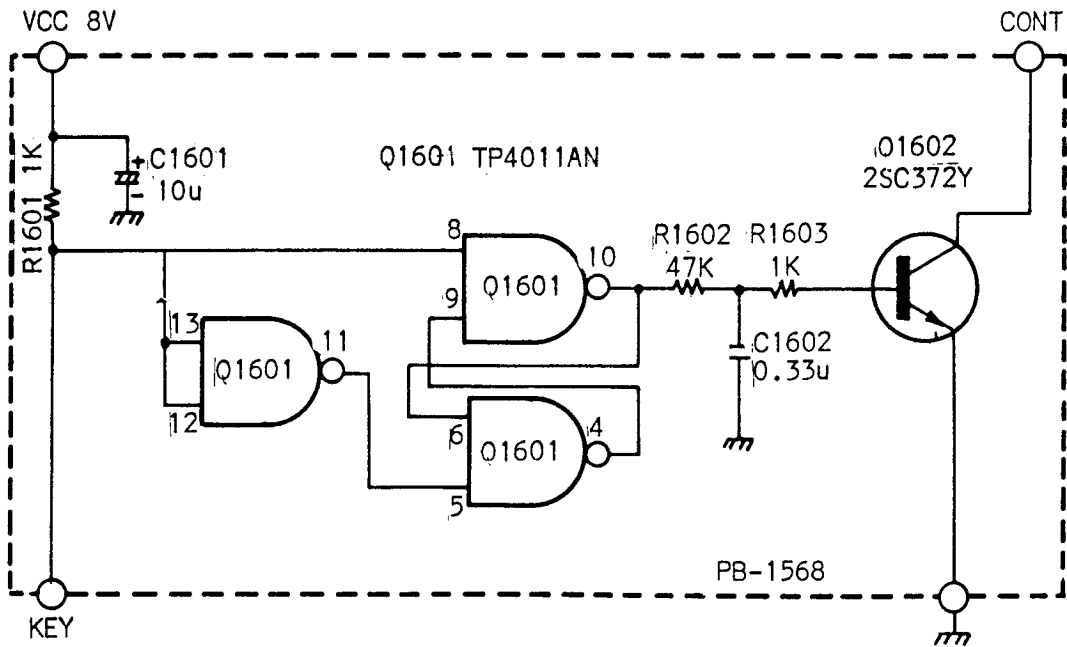 VCC 8V
CONT
R1601 1K
C1601
10u
Q1601 TP4011AN
Q1602
2SC372Y
8
9
Q1601
10
R1602
47K
R1603
1K
13
12
Q1601
11
C1602
0.33u
6
5
Q1601
4
PB-1568
KEY